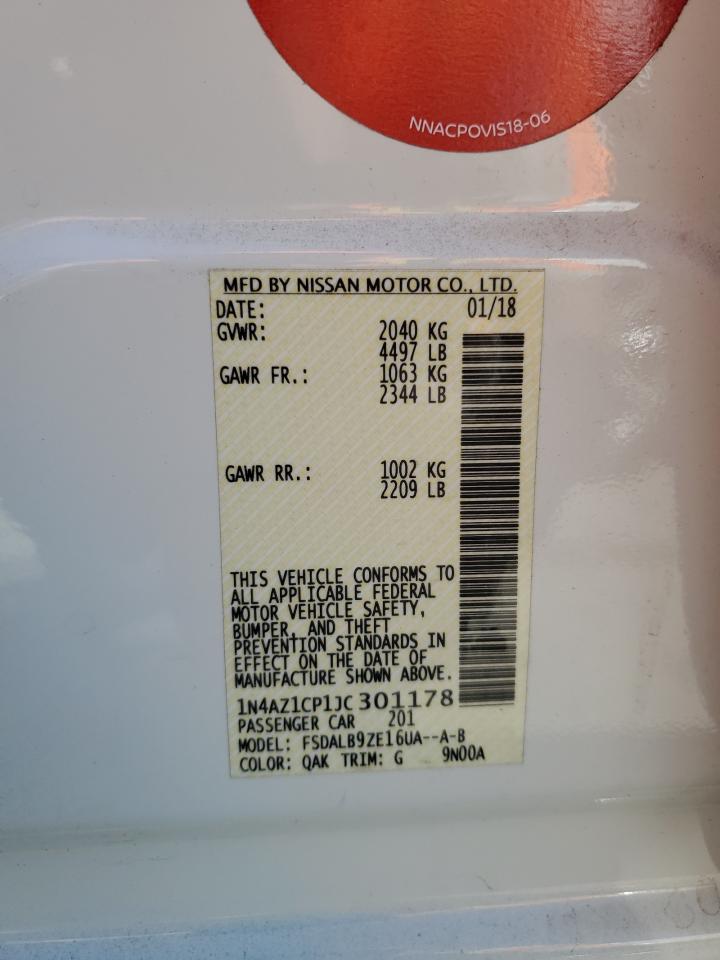 NNACPOVIS18-06
MFD BY NISSAN MOTOR CO., LTD.
DATE: 01/18
GVWR: 2040 KG
4497 LB
GAWR FR.: 1063 KG
2344 LB
GAWR RR.: 1002 KG
2209 LB
THIS VEHICLE CONFORMS TO
ALL APPLICABLE FEDERAL
MOTOR VEHICLE SAFETY,
BUMPER, AND THEFT
PREVENTION STANDARDS IN
EFFECT ON THE DATE OF
MANUFACTURE SHOWN ABOVE.
1N4AZ1CP1JC301178
PASSENGER CAR 201
MODEL: FSDALB9ZE16UA--A-B
COLOR: QAK TRIM: G 9N00A